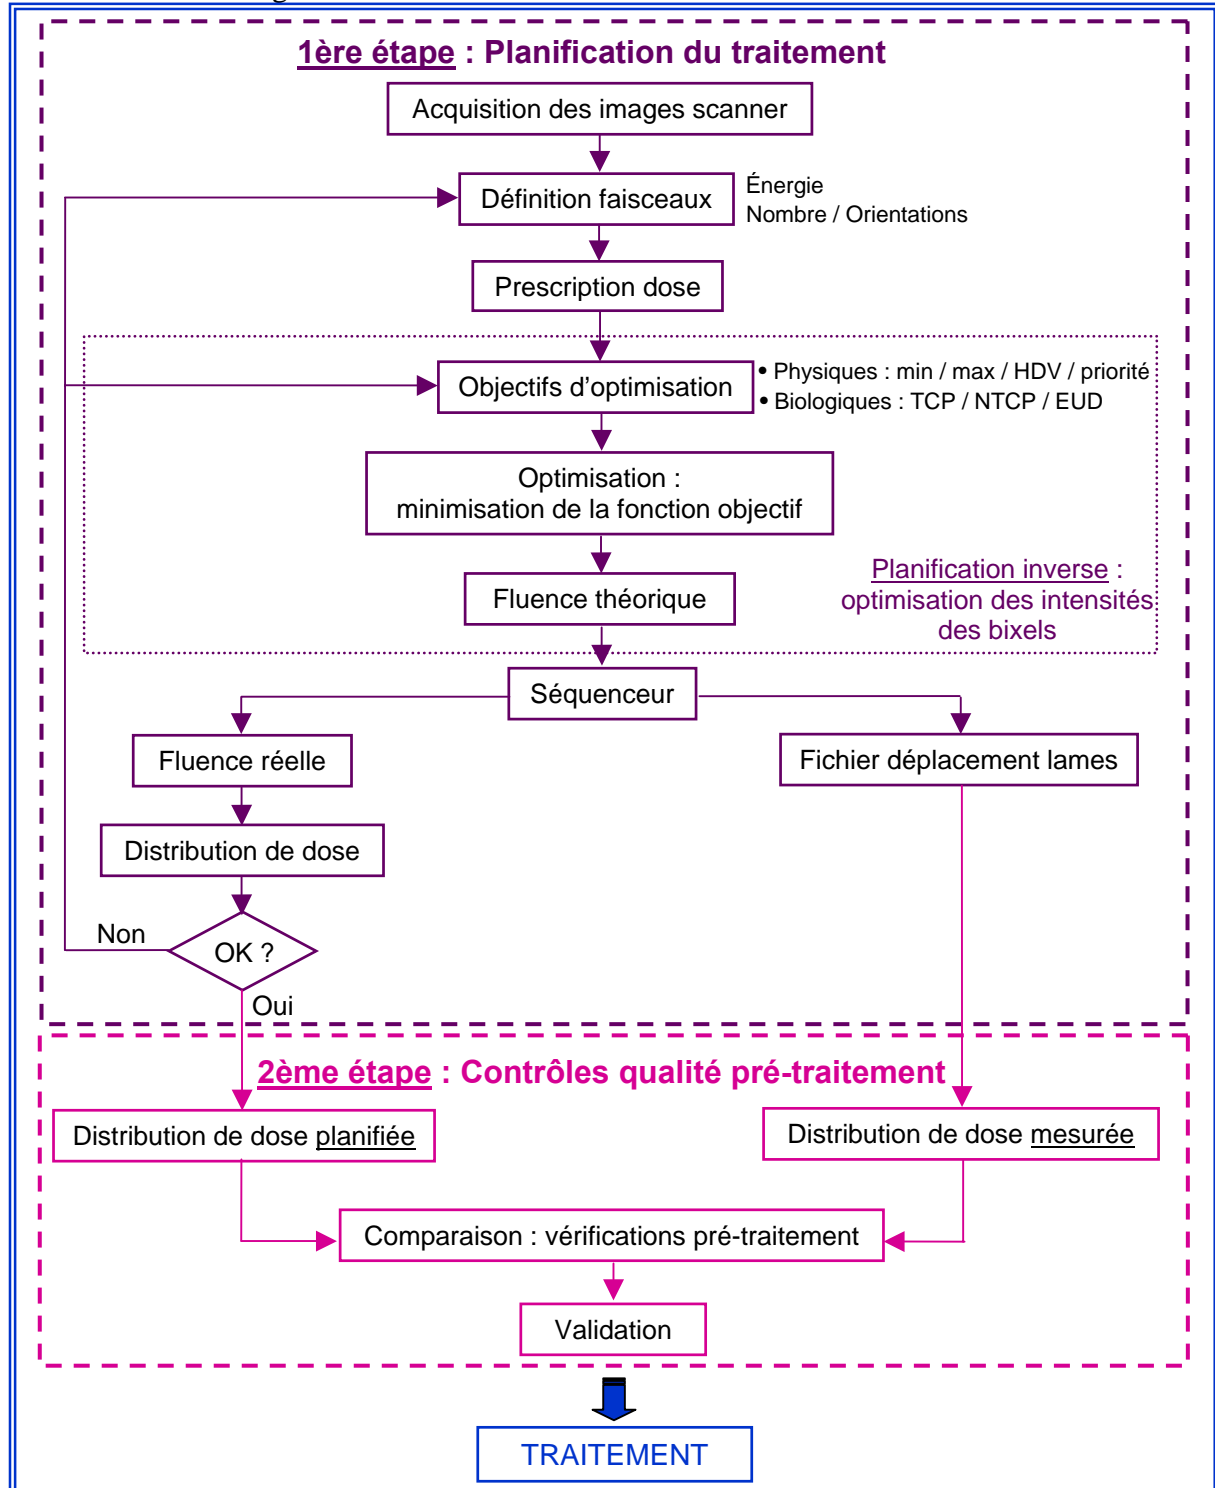 1ère étape : Planification du traitement
Acquisition des images scanner
Définition faisceaux
Énergie
Nombre / Orientations
Prescription dose
Objectifs d'optimisation
• Physiques : min / max / HDV / priorité
• Biologiques : TCP / NTCP / EUD
Optimisation :
minimisation de la fonction objectif
Fluence théorique
Planification inverse :
optimisation des intensités
des bixels
Séquenceur
Fluence réelle
Fichier déplacement lames
Distribution de dose
Non
OK ?
Oui
2ème étape : Contrôles qualité pré-traitement
Distribution de dose planifiée
Distribution de dose mesurée
Comparaison : vérifications pré-traitement
Validation
TRAITEMENT